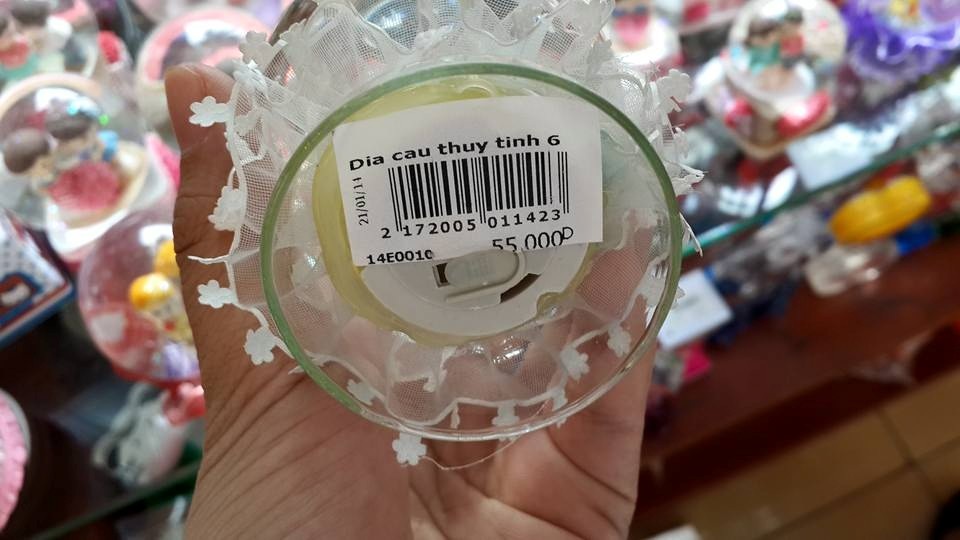 Dia cau thuy tinh 6
21/01/14
2 172005 011423
14E0010 55.000Đ